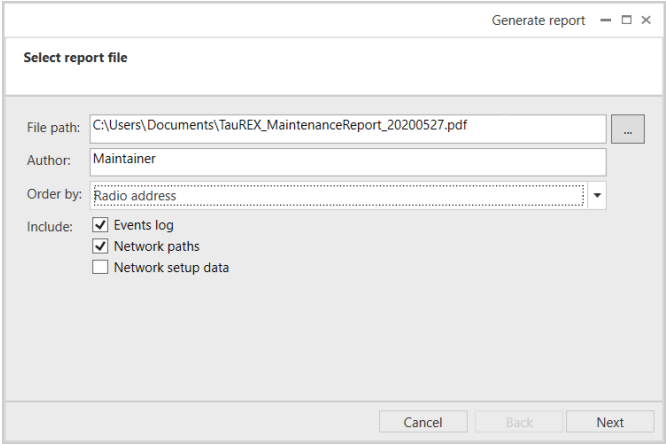 Generate report
Select report file
File path: C:\Users\Documents\TauREX_MaintenanceReport_20200527.pdf ...
Author: Maintainer
Order by: Radio address
Include: Events log
Network paths
Network setup data
Cancel Back Next